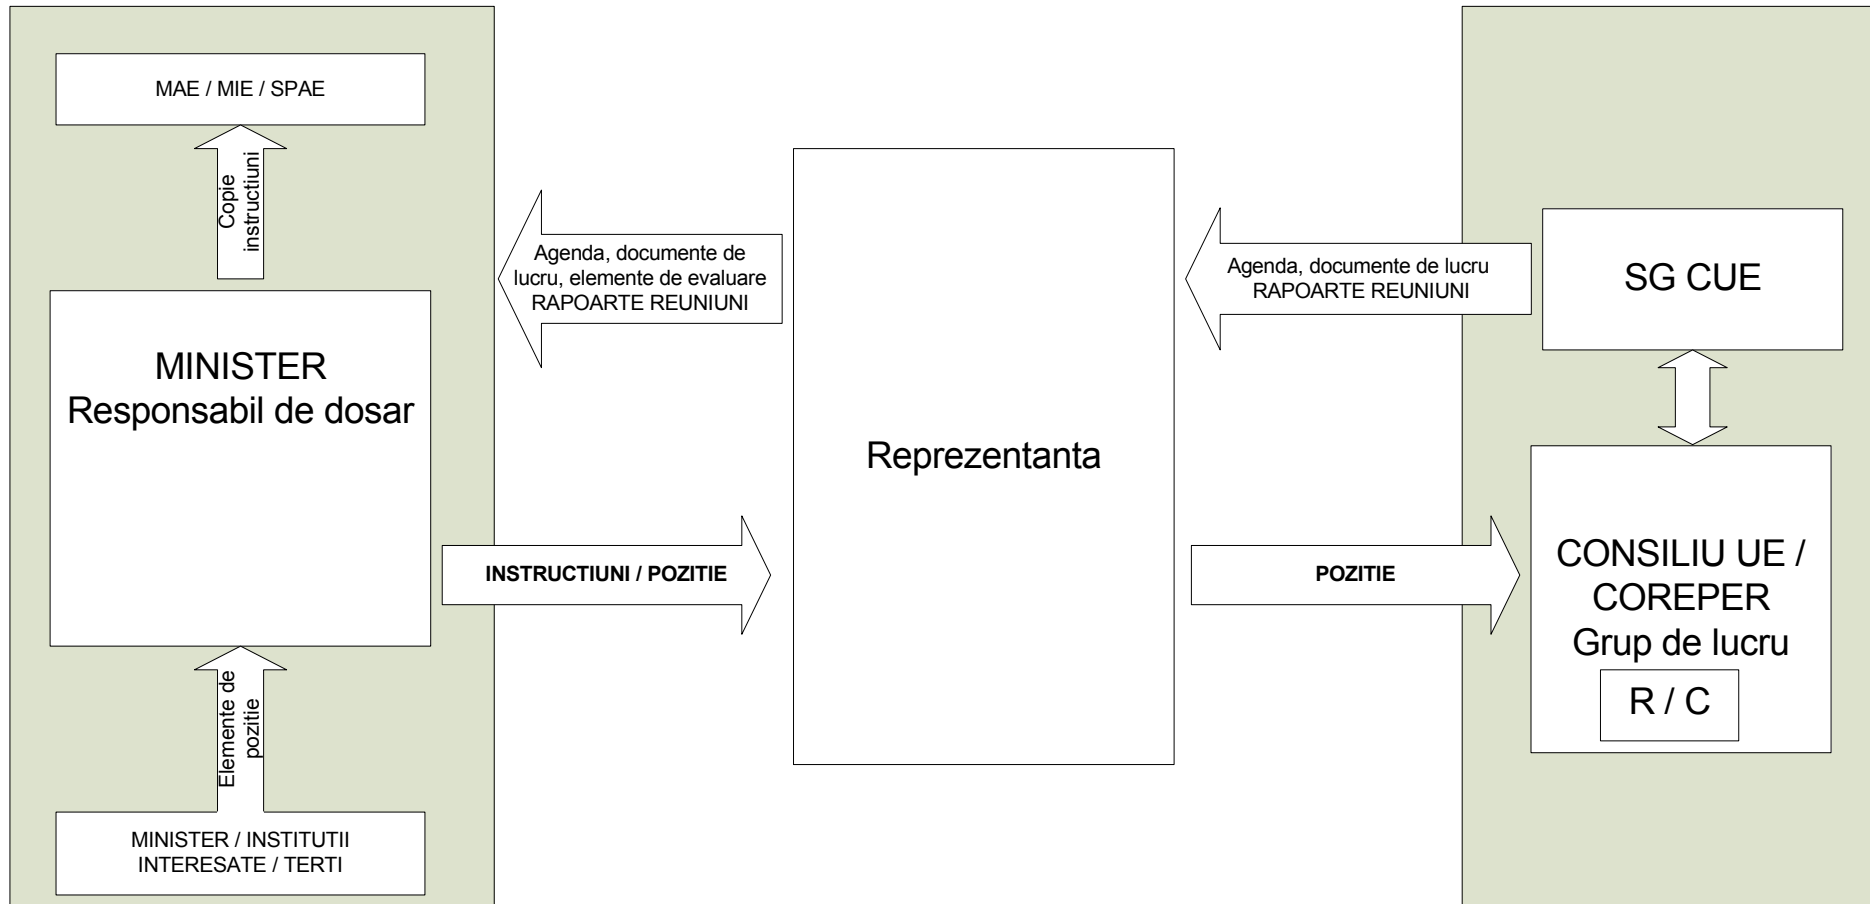 MAE / MIE / SPAE
Copie
instructiuni
MINISTER
Responsabil de dosar
Elemente de
pozitie
MINISTER / INSTITUTII
INTERESATE / TERTI
Agenda, documente de
lucru, elemente de evaluare
RAPOARTE REUNIUNI
INSTRUCTIUNI / POZITIE
Reprezentanta
Agenda, documente de lucru
RAPOARTE REUNIUNI
POZITIE
SG CUE
CONSILIU UE /
COREPER
Grup de lucru
R / C